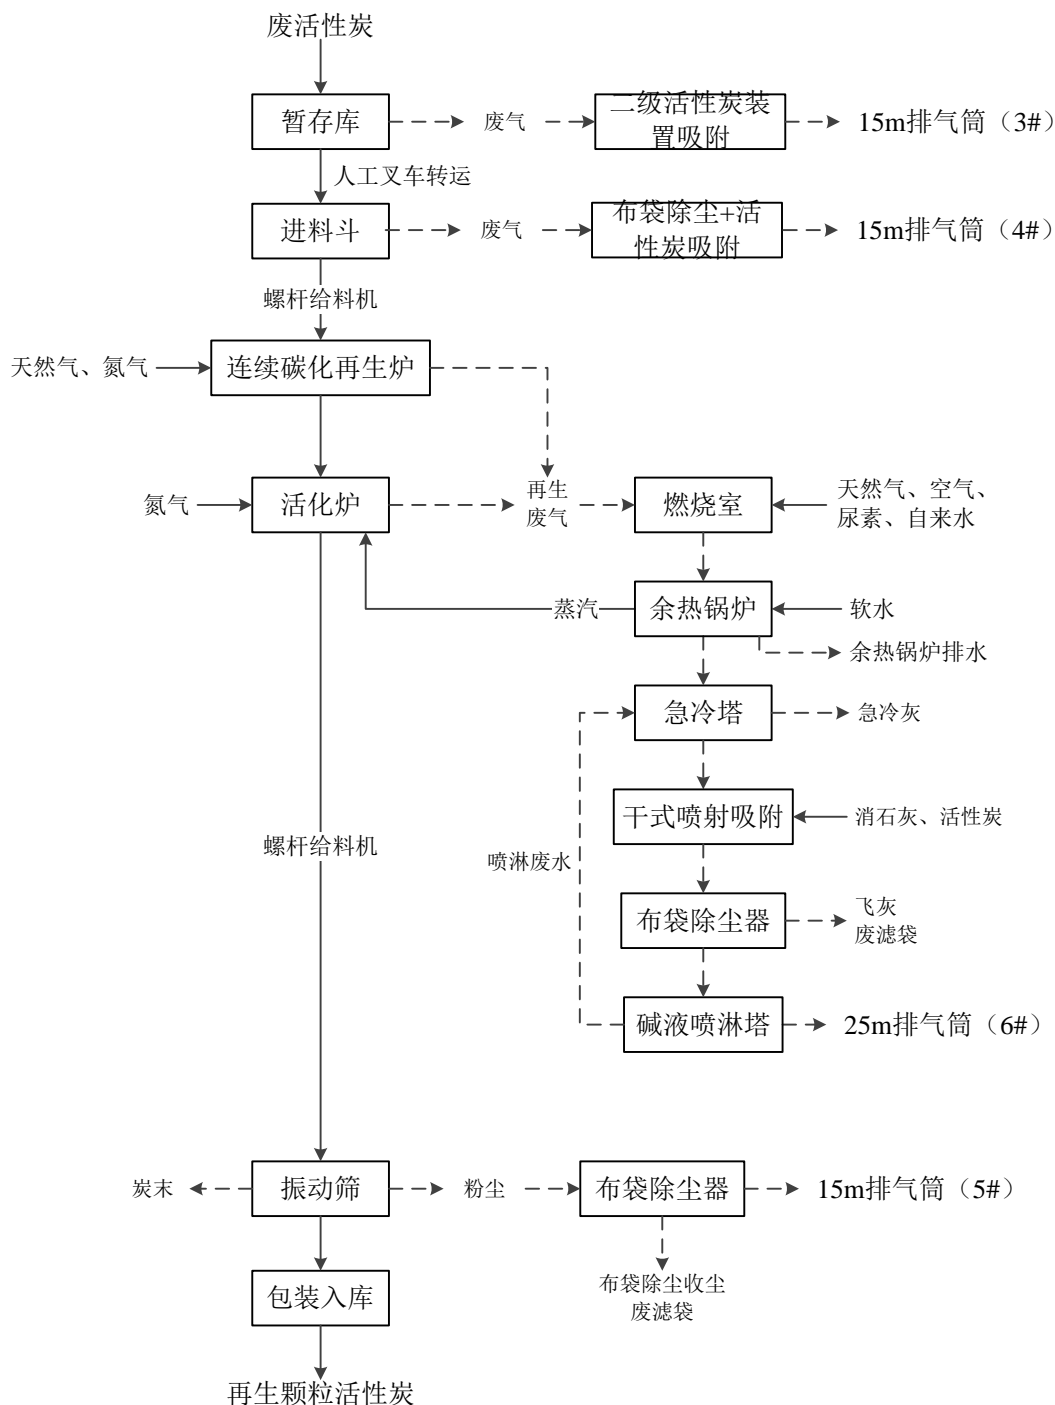 废活性炭
暂存库
废气
二级活性炭装
置吸附
15m排气筒（3#）
人工叉车转运
进料斗
废气
布袋除尘+活
性炭吸附
15m排气筒（4#）
螺杆给料机
天然气、氮气
连续碳化再生炉
氮气
活化炉
再生
废气
燃烧室
天然气、空气、
尿素、自来水
蒸汽
余热锅炉
软水
余热锅炉排水
急冷塔
急冷灰
干式喷射吸附
消石灰、活性炭
螺杆给料机
喷淋废水
布袋除尘器
飞灰
废滤袋
碱液喷淋塔
25m排气筒（6#）
炭末
振动筛
粉尘
布袋除尘器
15m排气筒（5#）
包装入库
布袋除尘收尘
废滤袋
再生颗粒活性炭